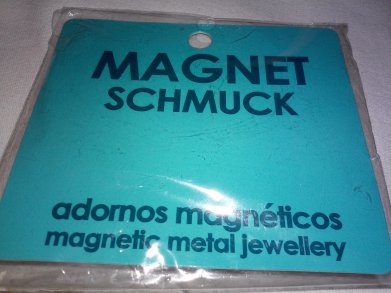 MAGNET
SCHMUCK
adornos magnéticos
magnetic metal jewellery